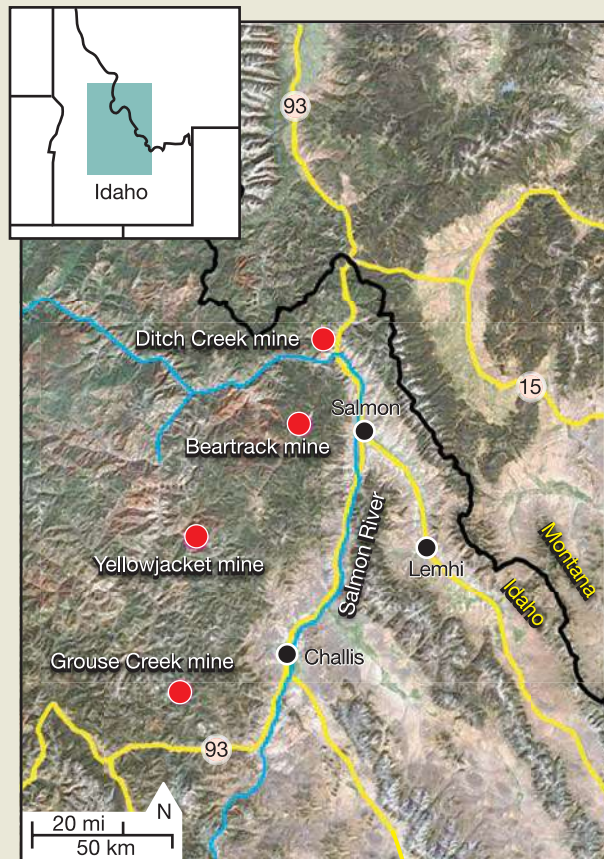 Idaho
93
Ditch Creek mine
15
Salmon
Beartrack mine
Salmon River
Montana
Yellowjacket mine
Lemhi
Idaho
Grouse Creek mine
Challis
93
N
20 mi
50 km